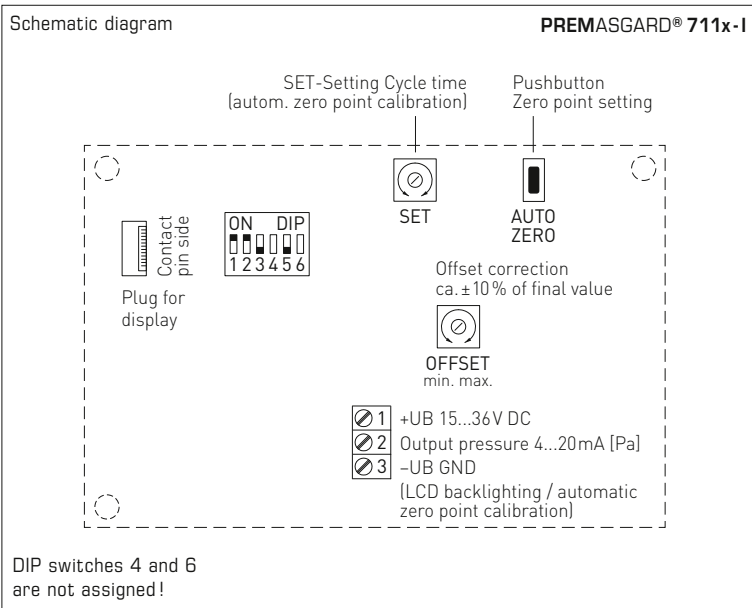 Schematic diagram
PREMASGARD® 711x-I
SET-Setting Cycle time
(autom. zero point calibration)
Pushbutton
Zero point setting
SET
AUTO
ZERO
ON DIP
1 2 3 4 5 6
Contact
pin side
Plug for
display
Offset correction
ca. ± 10 % of final value
OFFSET
min. max.
1 +UB 15...36V DC
2 Output pressure 4...20mA [Pa]
3 –UB GND
(LCD backlighting / automatic
zero point calibration)
DIP switches 4 and 6
are not assigned!